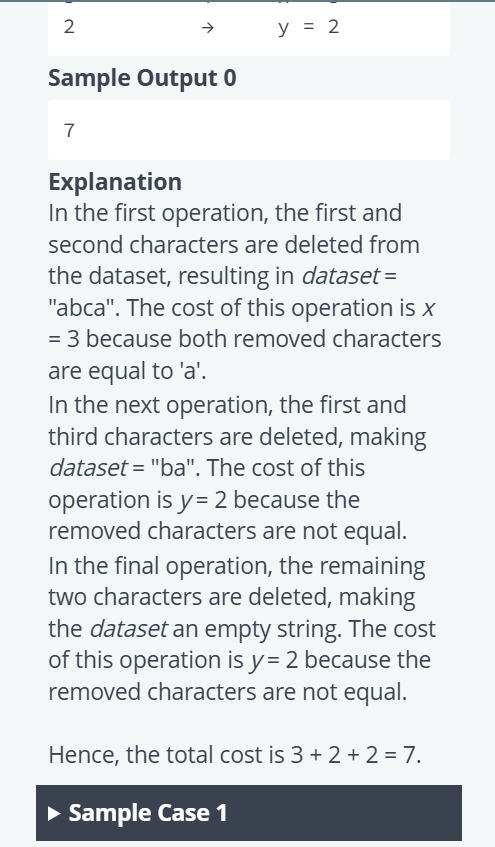 2 → y = 2
Sample Output 0
7
Explanation
In the first operation, the first and
second characters are deleted from
the dataset, resulting in dataset =
"abca". The cost of this operation is x
= 3 because both removed characters
are equal to 'a'.
In the next operation, the first and
third characters are deleted, making
dataset = "ba". The cost of this
operation is y = 2 because the
removed characters are not equal.
In the final operation, the remaining
two characters are deleted, making
the dataset an empty string. The cost
of this operation is y = 2 because the
removed characters are not equal.
Hence, the total cost is 3 + 2 + 2 = 7.
▶ Sample Case 1